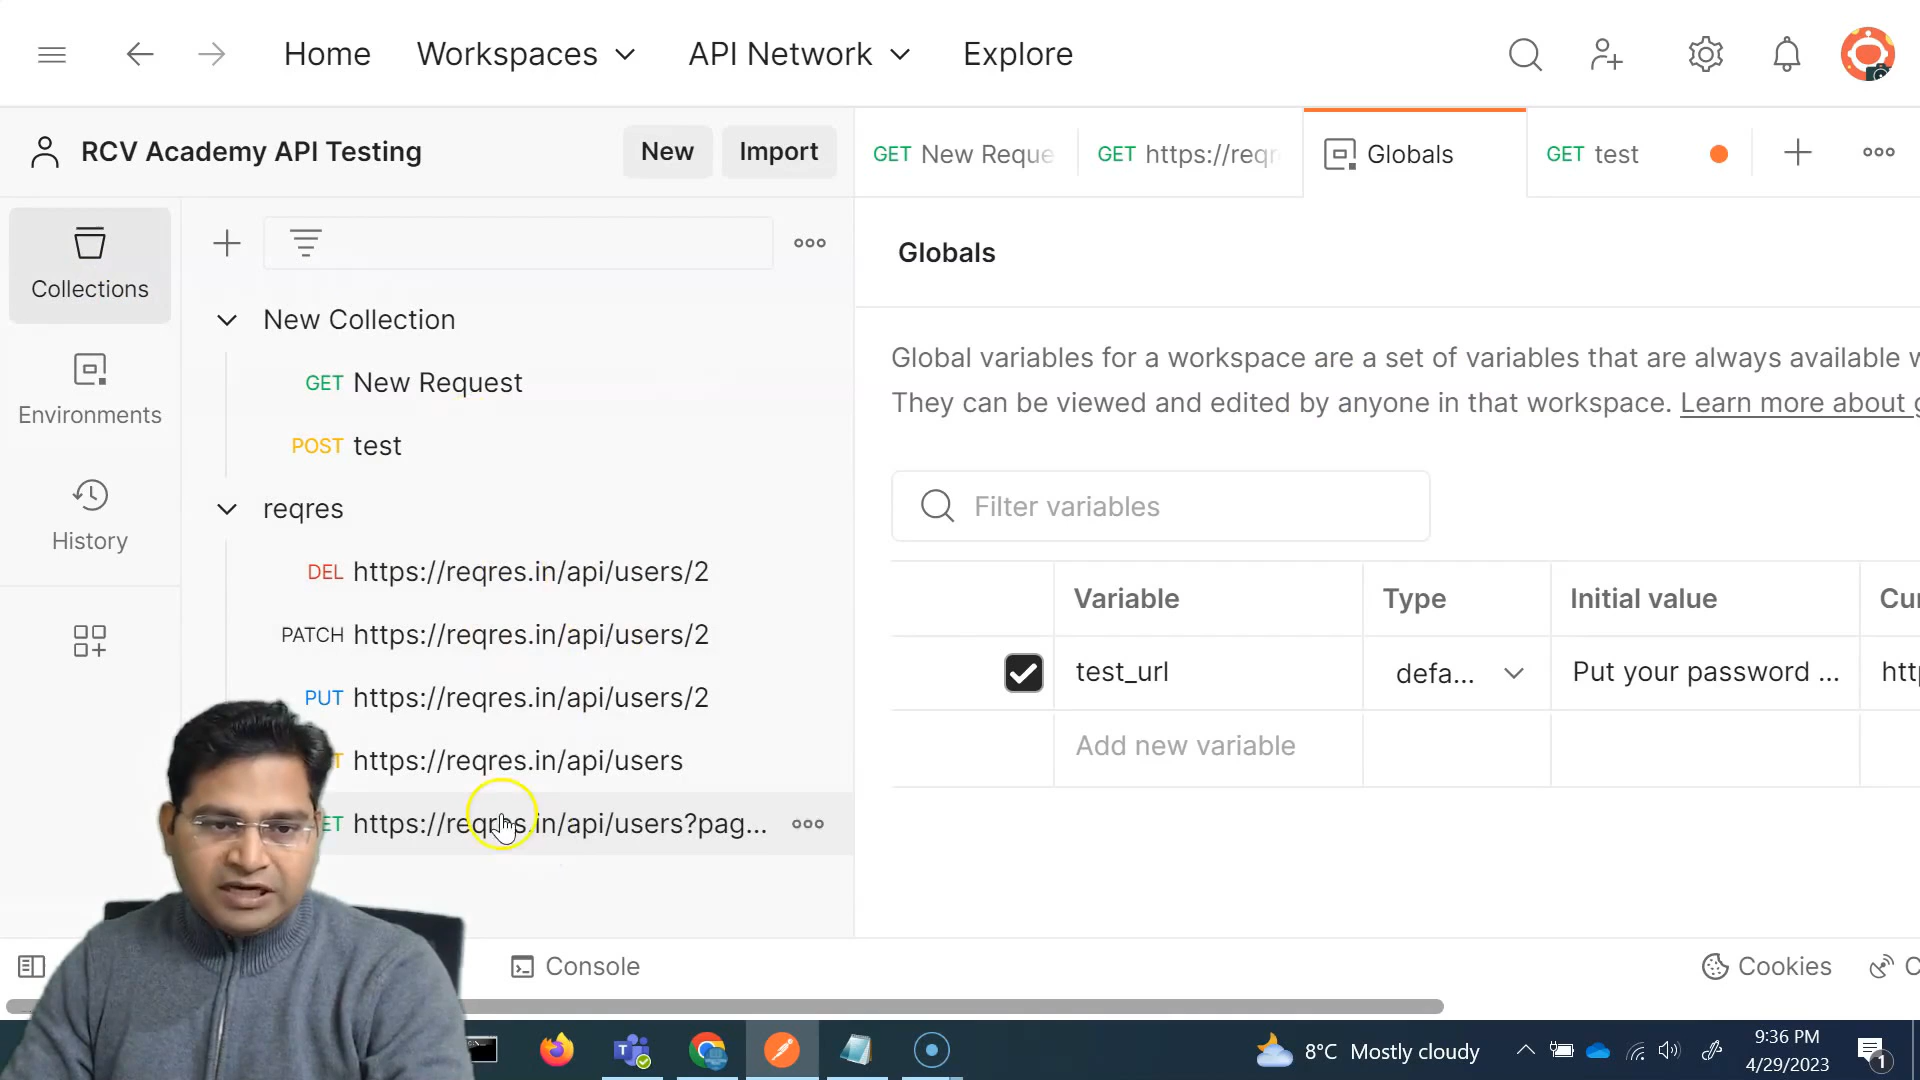 Home Workspaces API Network Explore
RCV Academy API Testing New Import
GET New Reque GET https://reqr Globals GET test
Collections
Environments
History
New Collection
GET New Request
POST test
reqres
DEL https://reqres.in/api/users/2
PATCH https://reqres.in/api/users/2
PUT https://reqres.in/api/users/2
T https://reqres.in/api/users
ET https://reqres.in/api/users?pag...
Globals
Global variables for a workspace are a set of variables that are always available w
They can be viewed and edited by anyone in that workspace. Learn more about g
Filter variables
Variable Type Initial value Cur
test_url defa... Put your password ... http
Add new variable
Console Cookies C
8°C Mostly cloudy
9:36 PM
4/29/2023
1